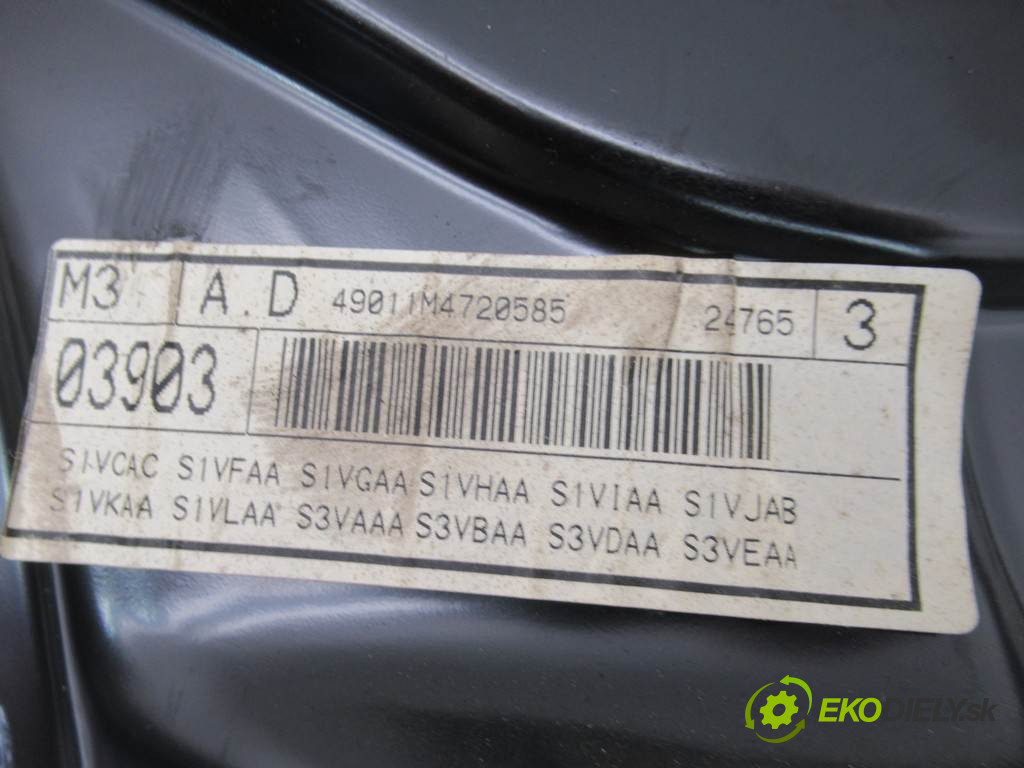 M3 A.D 49011M4720585 24765 3
03903
S1VCAC S1VFAA S1VGAA S1VHAA S1VIAA S1VJAB
S1VKAA S1VLAA S3VAAA S3VBAA S3VDAA S3VEAA
EKODIELY.sk